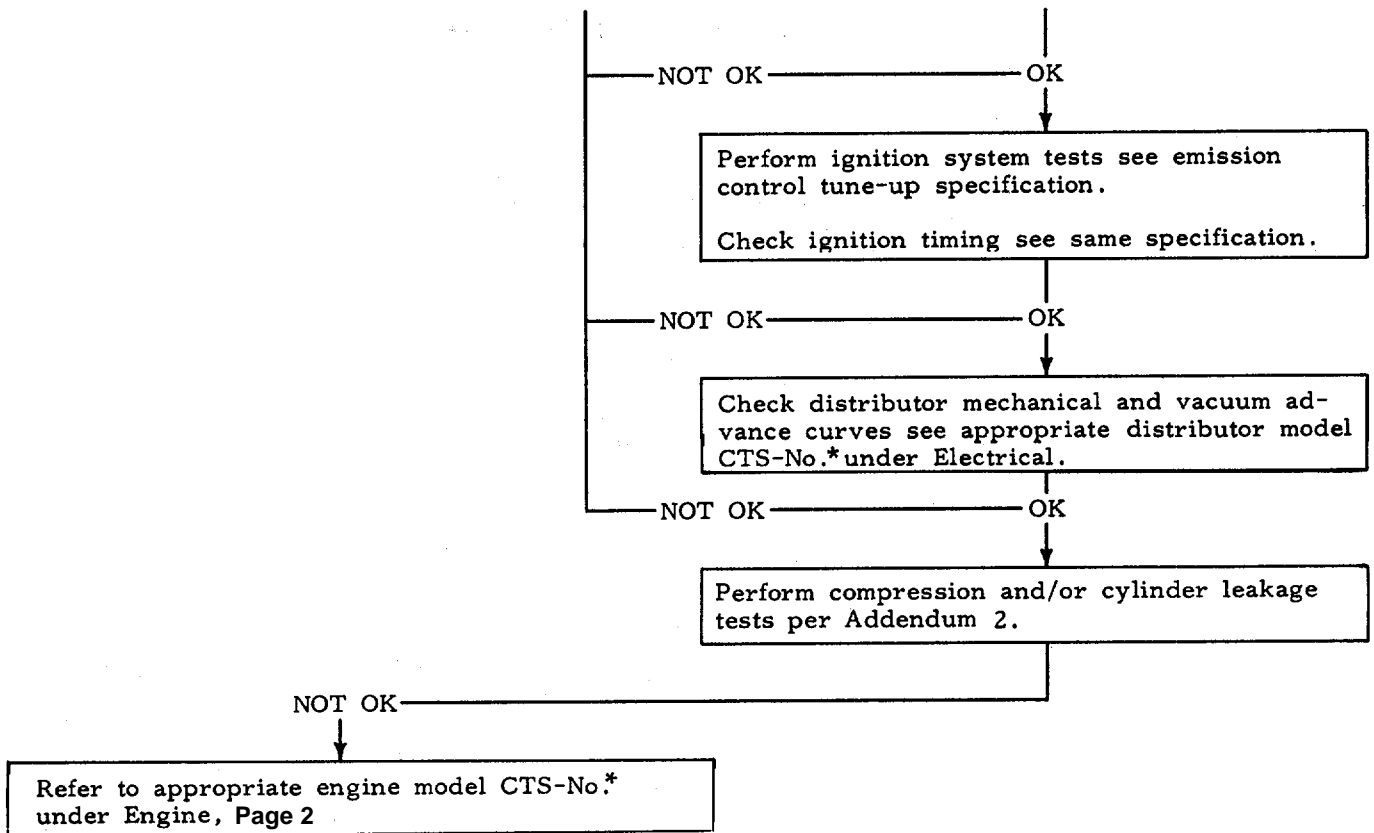 NOT OK OK
Perform ignition system tests see emission
control tune-up specification.
Check ignition timing see same specification.
NOT OK OK
Check distributor mechanical and vacuum ad-
vance curves see appropriate distributor model
CTS-No.* under Electrical.
NOT OK OK
Perform compression and/or cylinder leakage
tests per Addendum 2.
NOT OK
Refer to appropriate engine model CTS-No.*
under Engine, Page 2